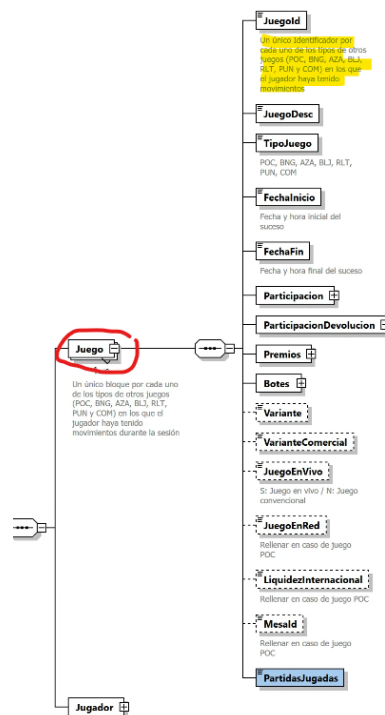 JuegoId
Un único Identificador por
cada uno de los tipos de otros
juegos (POC, BNG, AZA, BLJ,
RLT, PUN y COM) en los que
el jugador haya tenido
movimientos
JuegoDesc
TipoJuego
POC, BNG, AZA, BLJ, RLT,
PUN, COM
FechaInicio
Fecha y hora inicial del
suceso
FechaFin
Fecha y hora final del suceso
Participacion
ParticipacionDevolucion
Juego
Premios
Un único bloque por cada uno
de los tipos de otros juegos
(POC, BNG, AZA, BLJ, RLT,
PUN y COM) en los que el
jugador haya tenido
movimientos durante la sesión
Botes
Variante
VarianteComercial
JuegoEnVivo
S: Juego en vivo / N: Juego
convencional
JuegoEnRed
Rellenar en caso de juego
POC
LiquidezInternacional
Rellenar en caso de juego POC
MesaId
Rellenar en caso de juego
POC
PartidasJugadas
Jugador